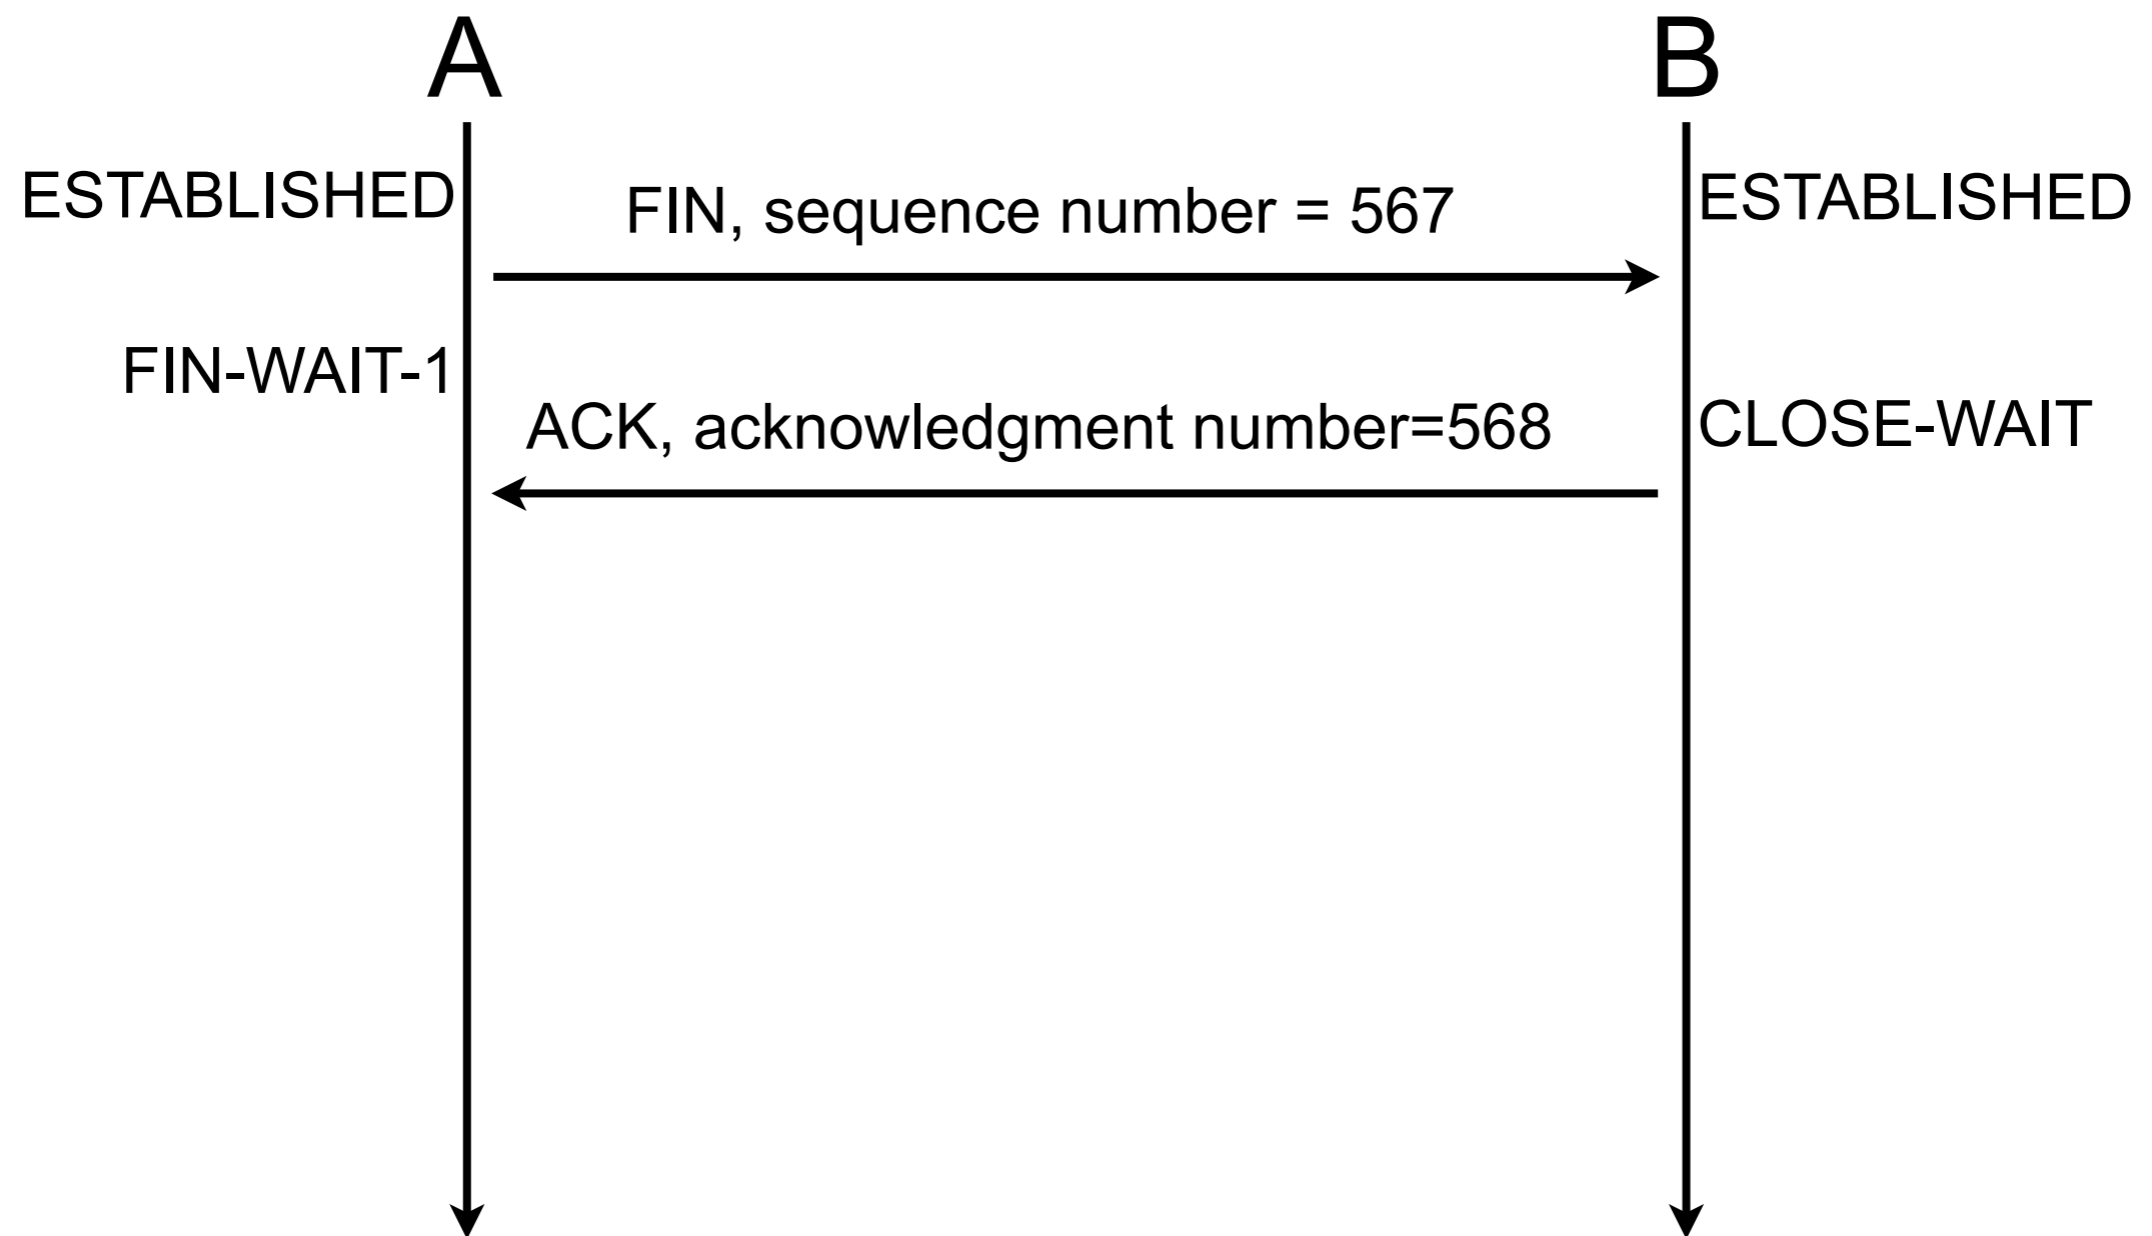 A
B
ESTABLISHED
FIN, sequence number = 567
ESTABLISHED
FIN-WAIT-1
ACK, acknowledgment number=568
CLOSE-WAIT